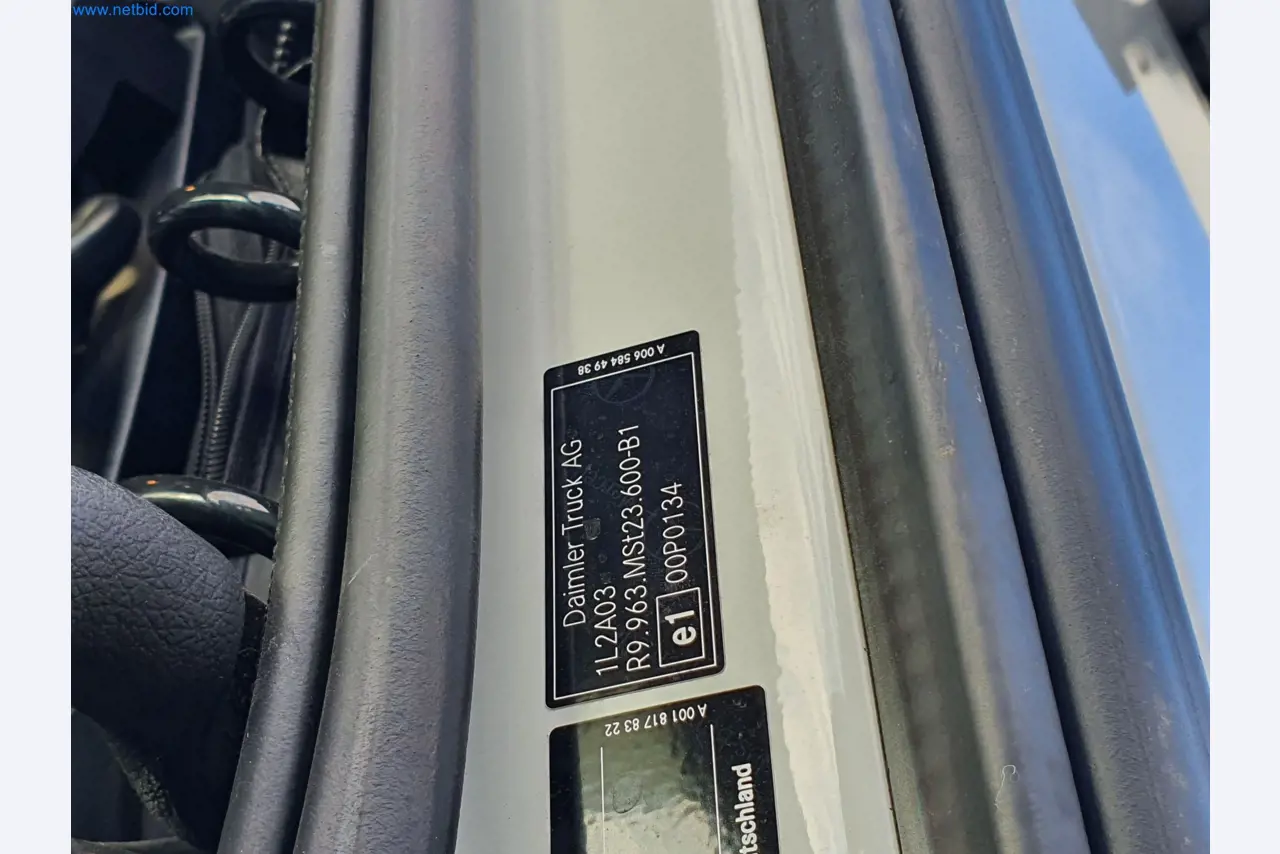 www.netbid.com
A 006 584 49 38
Daimler Truck AG
1L2A03
R9.963.MSt23.600-B1
e1 00P0134
A 001 817 83 22
tschland